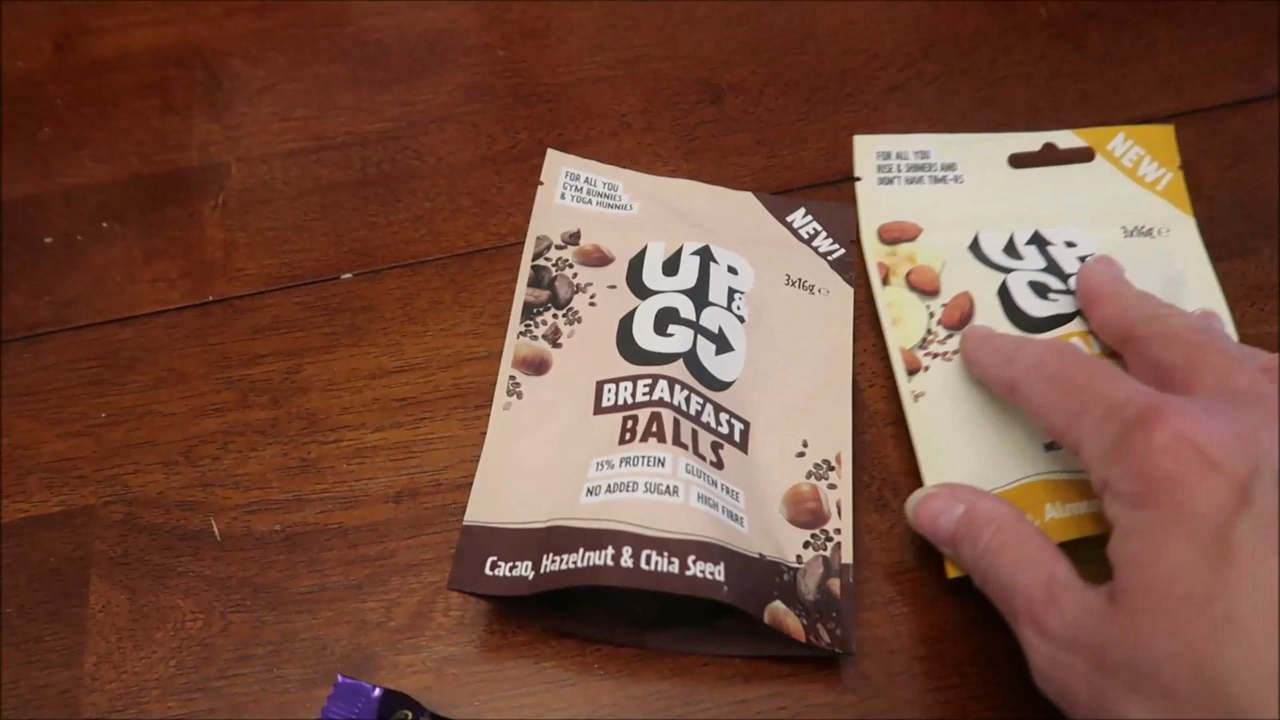 FOR ALL YOU
GYM BUNNIES
& YOGA HUNNIES
NEW!
3x16g e
UP &
GO
BREAKFAST
BALLS
15% PROTEIN
GLUTEN FREE
NO ADDED SUGAR
HIGH FIBRE
Cacao, Hazelnut & Chia Seed
FOR ALL YOU
RISE & SHINERS AND
DON'T HAVE TIME-RS
NEW!
3x16g e
UP
GO